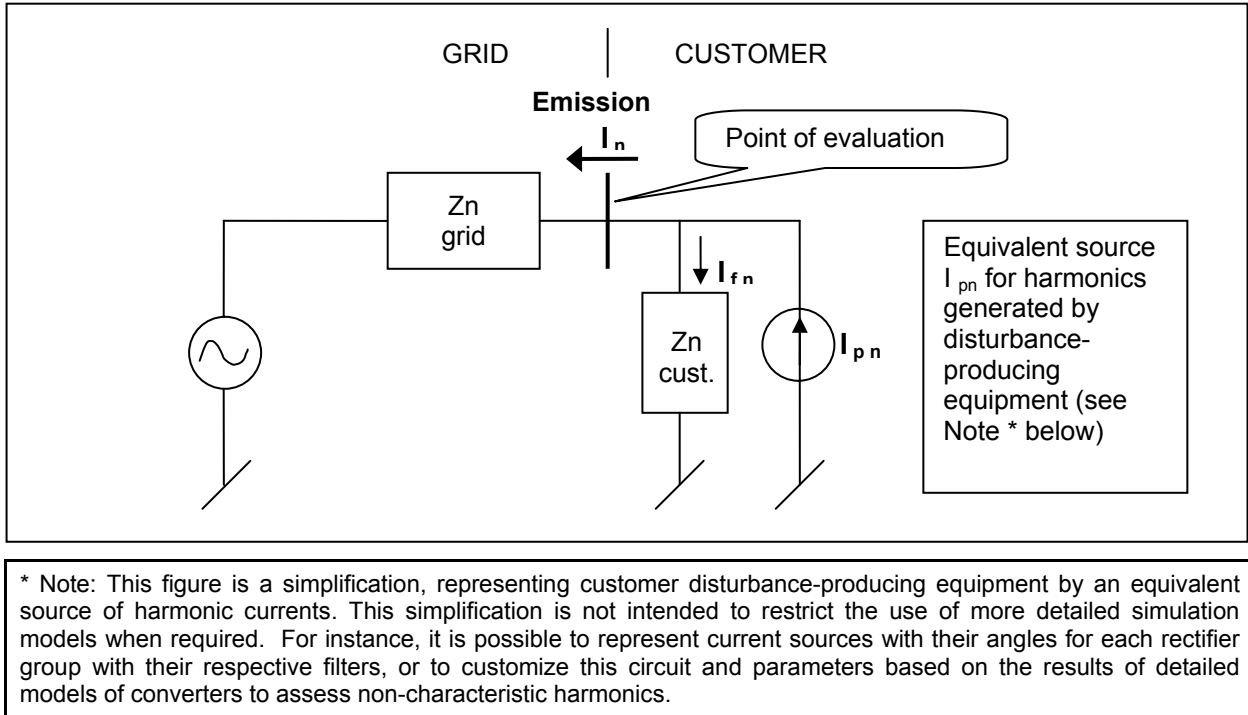 GRID
CUSTOMER
Emission
I n
Point of evaluation
Zn
grid
I f n
Zn
cust.
I p n
Equivalent source
I pn for harmonics
generated by
disturbance-
producing
equipment (see
Note * below)
* Note: This figure is a simplification, representing customer disturbance-producing equipment by an equivalent
source of harmonic currents. This simplification is not intended to restrict the use of more detailed simulation
models when required. For instance, it is possible to represent current sources with their angles for each rectifier
group with their respective filters, or to customize this circuit and parameters based on the results of detailed
models of converters to assess non-characteristic harmonics.